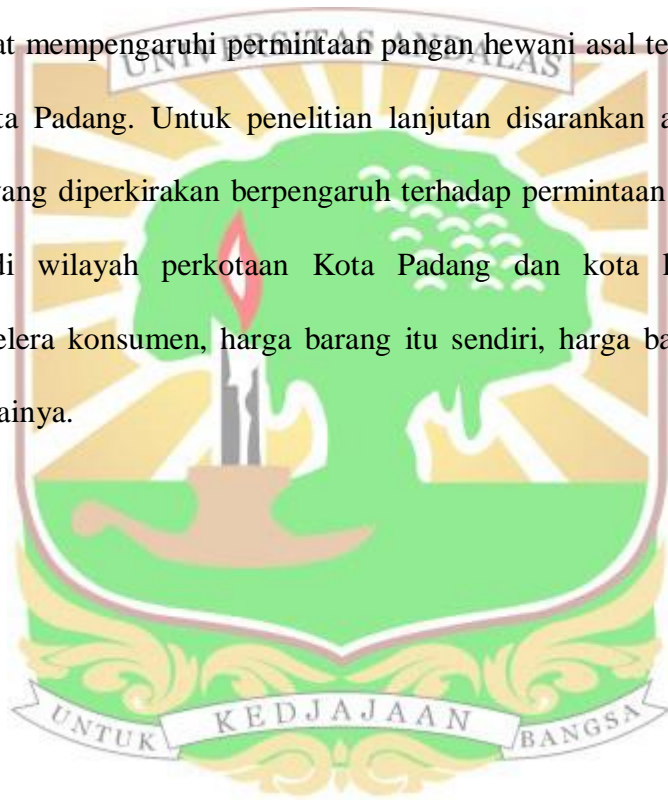 at mempengaruhi permintaan pangan hewani asal te
UNIVERSITAS ANDALAS
ta Padang. Untuk penelitian lanjutan disarankan a
yang diperkirakan berpengaruh terhadap permintaan
di wilayah perkotaan Kota Padang dan kota l
elera konsumen, harga barang itu sendiri, harga ba
ainya.
UNTUK KEDJAJAAN BANGSA